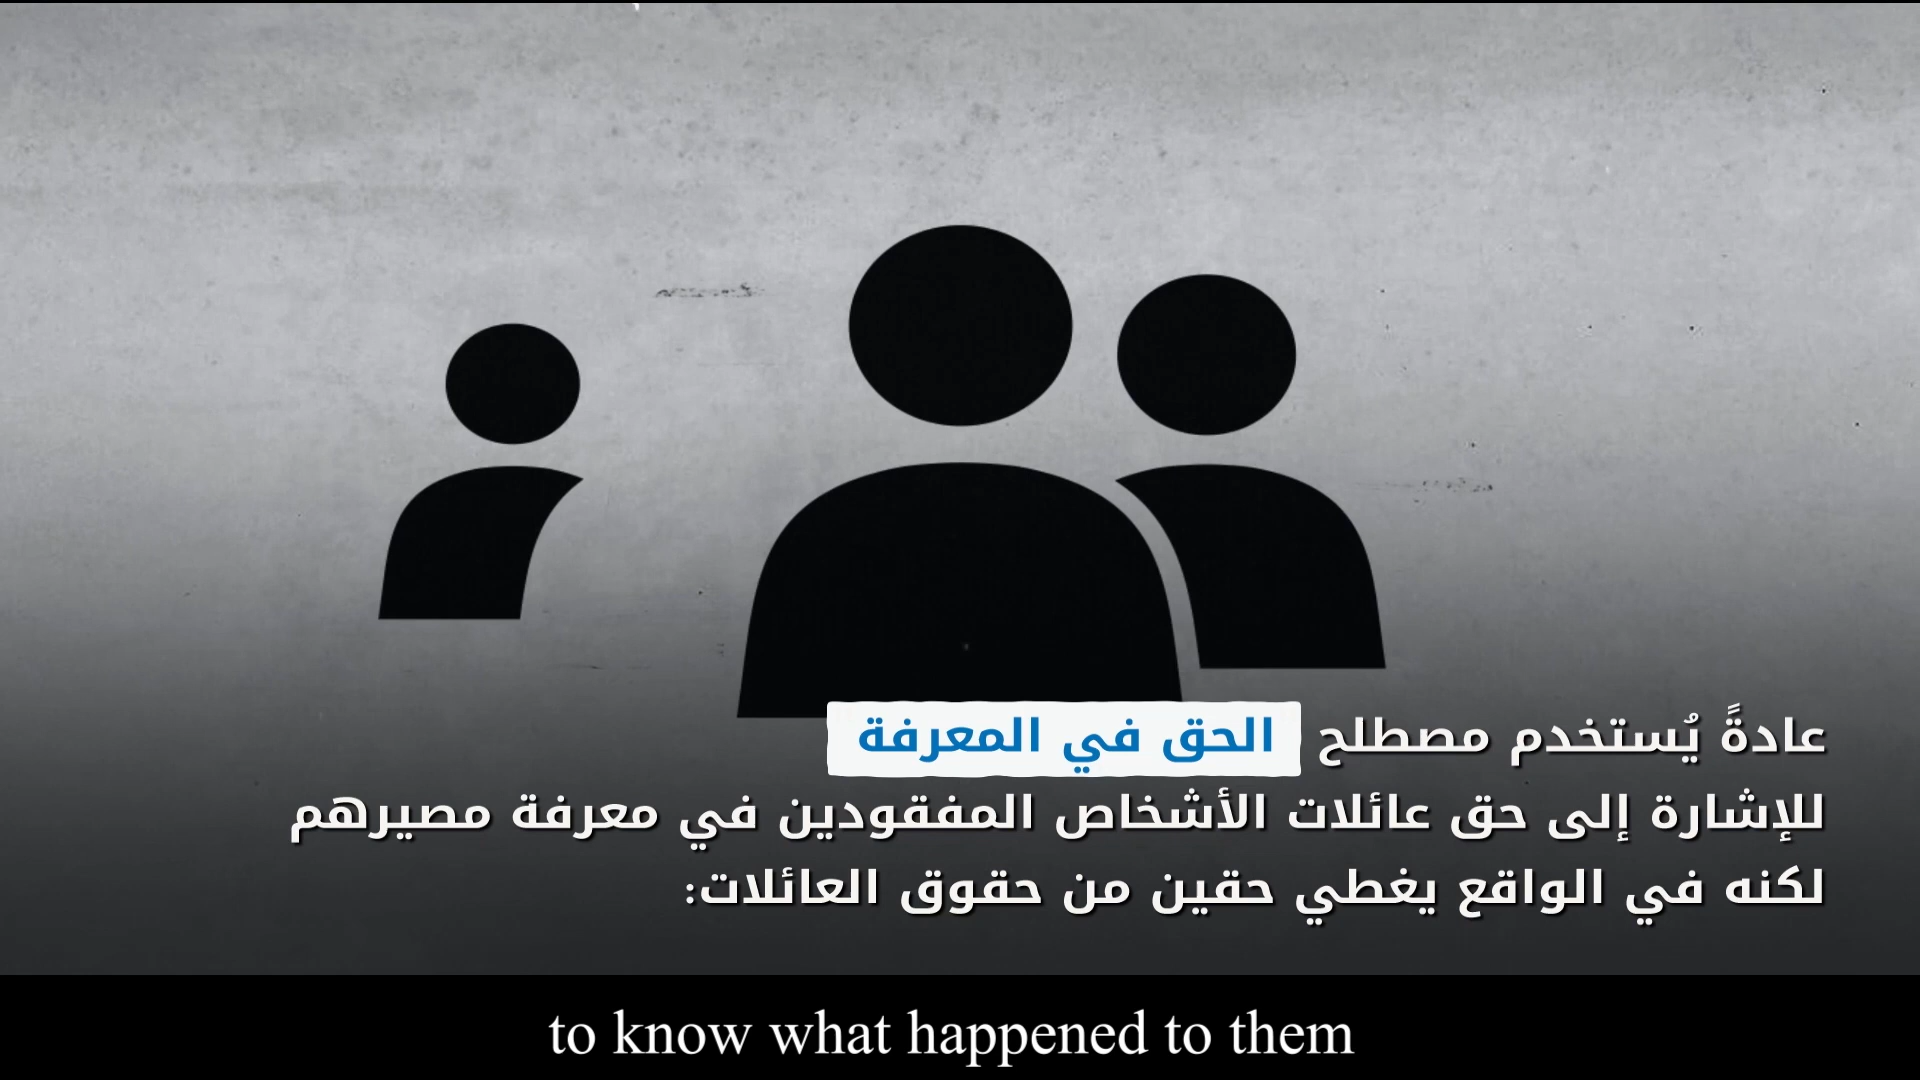 عادةً يُستخدم مصطلح الحق في المعرفة
للإشارة إلى حق عائلات الأشخاص المفقودين في معرفة مصيرهم
لكنه في الواقع يغطي حقين من حقوق العائلات:
to know what happened to them